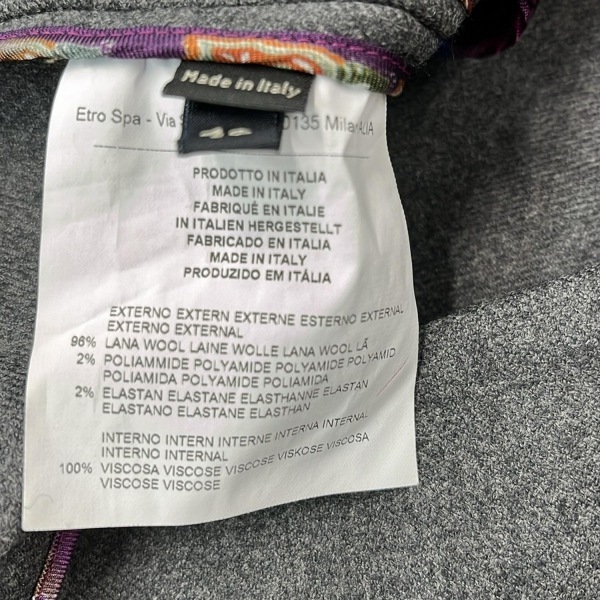 Made in Italy
Etro Spa - Via 0135 Mila
PRODOTTO IN ITALIA
MADE IN ITALY
FABRIQUÉ EN ITALIE
IN ITALIEN HERGESTELLT
FABRICADO EN ITALIA
MADE IN ITALY
PRODUZIDO EM ITÁLIA
EXTERNO EXTERN EXTERNE ESTERNO EXTERNAL
EXTERNO EXTERNAL
96% LANA WOOL LAINE WOLLE LANA WOOL LÃ
2% POLIAMMIDE POLYAMIDE POLYAMIDE POLYAMID
POLIAMIDA POLYAMIDE POLIAMIDA
2% ELASTAN ELASTANE ELASTHANNE ELASTAN
ELASTANO ELASTANE ELASTHAN
INTERNO INTERN INTERNE INTERNA INTERNAL
INTERNO INTERNAL
100% VISCOSA VISCOSE VISCOSE VISKOSE VISCOSA
VISCOSE VISCOSE